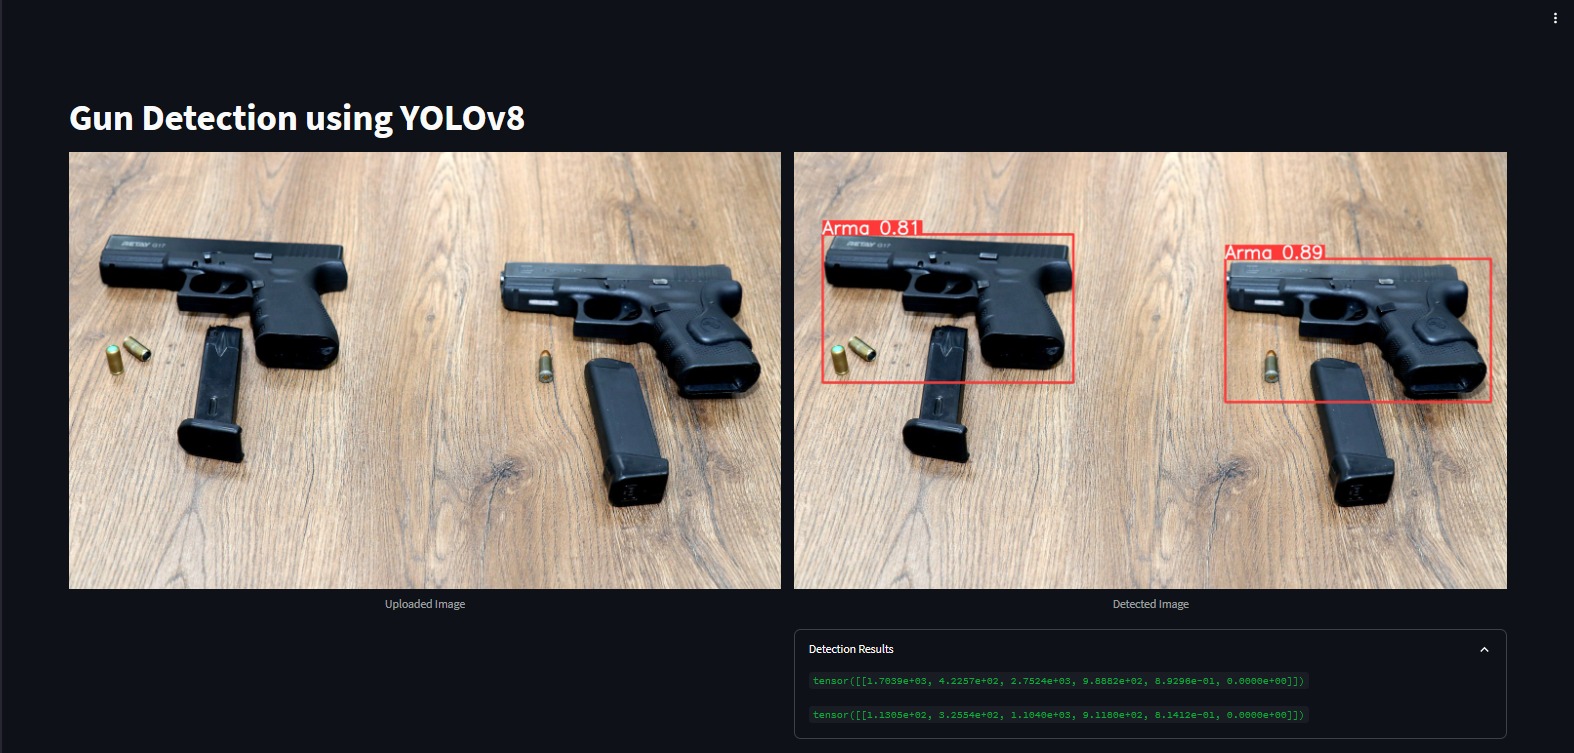 Gun Detection using YOLOv8
G17
Arma 0.81
G17
Arma 0.89
Uploaded Image
Detected Image
Detection Results
tensor([[1.7039e+03, 4.2257e+02, 2.7524e+03, 9.8882e+02, 8.9296e-01, 0.0000e+00]])
tensor([[1.1305e+02, 3.2554e+02, 1.1040e+03, 9.1180e+02, 8.1412e-01, 0.0000e+00]])